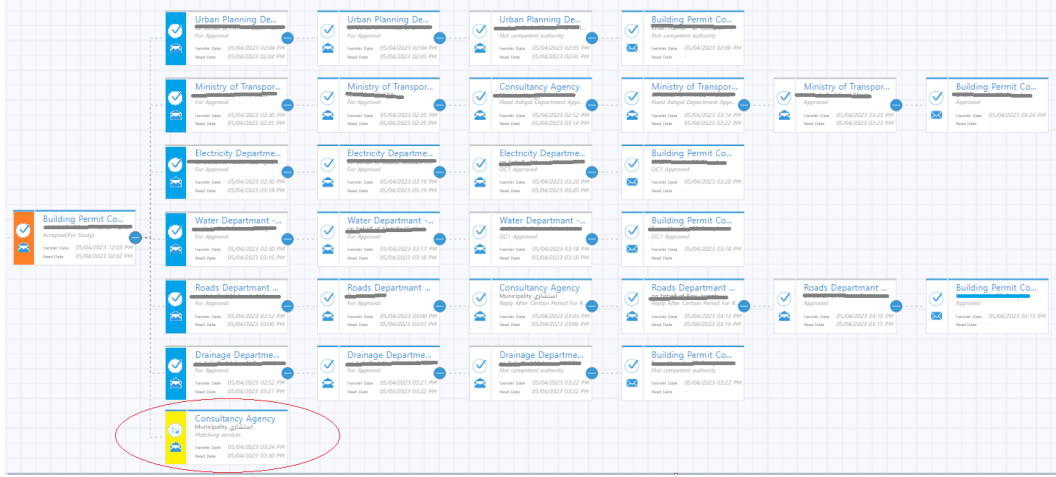 Building Permit Co...
Accepted(For Study)
Transfer Date 05/04/2023 12:03 PM
Read Date 05/04/2023 02:02 PM
Urban Planning De...
For Approved
Transfer Date 05/04/2023 02:04 PM
Read Date 05/04/2023 02:04 PM
Urban Planning De...
For Approved
Transfer Date 05/04/2023 02:04 PM
Read Date 05/04/2023 02:05 PM
Urban Planning De...
Not competent authority
Transfer Date 05/04/2023 02:05 PM
Read Date 05/04/2023 02:06 PM
Building Permit Co...
Not competent authority
Transfer Date 05/04/2023 02:06 PM
Read Date -
Ministry of Transpor...
For Approved
Transfer Date 05/04/2023 02:30 PM
Read Date 05/04/2023 02:35 PM
Ministry of Transpor...
For Approved
Transfer Date 05/04/2023 02:35 PM
Read Date 05/04/2023 02:35 PM
Consultancy Agency
Need Ashgal Department Appr...
Transfer Date 05/04/2023 02:52 PM
Read Date 05/04/2023 03:14 PM
Ministry of Transpor...
Need Ashgal Department Appr...
Transfer Date 05/04/2023 03:14 PM
Read Date 05/04/2023 03:22 PM
Ministry of Transpor...
Approved
Transfer Date 05/04/2023 03:23 PM
Read Date 05/04/2023 03:23 PM
Building Permit Co...
Approved
Transfer Date 05/04/2023 03:24 PM
Read Date -
Electricity Departme...
For Approved
Transfer Date 05/04/2023 02:30 PM
Read Date 05/04/2023 03:18 PM
Electricity Departme...
For Approved
Transfer Date 05/04/2023 03:19 PM
Read Date 05/04/2023 03:19 PM
Electricity Departme...
DC1 Approved
Transfer Date 05/04/2023 03:20 PM
Read Date 05/04/2023 03:20 PM
Building Permit Co...
DC1 Approved
Transfer Date 05/04/2023 03:20 PM
Read Date -
Water Departmant -...
For Approved
Transfer Date 05/04/2023 02:30 PM
Read Date 05/04/2023 03:16 PM
Water Departmant -...
For Approved
Transfer Date 05/04/2023 03:17 PM
Read Date 05/04/2023 03:18 PM
Water Departmant -...
DC1 Approved
Transfer Date 05/04/2023 03:18 PM
Read Date 05/04/2023 03:18 PM
Building Permit Co...
DC1 Approved
Transfer Date 05/04/2023 03:18 PM
Read Date -
Roads Departmant ...
For Approved
Transfer Date 05/04/2023 02:52 PM
Read Date 05/04/2023 03:00 PM
Roads Departmant ...
For Approved
Transfer Date 05/04/2023 03:00 PM
Read Date 05/04/2023 03:01 PM
Consultancy Agency
Municipality استشاري
Reply After Certain Period For R...
Transfer Date 05/04/2023 03:03 PM
Read Date 05/04/2023 03:06 PM
Roads Departmant ...
Reply After Certain Period For R...
Transfer Date 05/04/2023 03:13 PM
Read Date 05/04/2023 03:14 PM
Roads Departmant ...
Approved
Transfer Date 05/04/2023 03:15 PM
Read Date 05/04/2023 03:15 PM
Building Permit Co...
Approved
Transfer Date 05/04/2023 03:15 PM
Read Date -
Drainage Departme...
For Approved
Transfer Date 05/04/2023 02:52 PM
Read Date 05/04/2023 03:21 PM
Drainage Departme...
For Approved
Transfer Date 05/04/2023 03:21 PM
Read Date 05/04/2023 03:22 PM
Drainage Departme...
Not competent authority
Transfer Date 05/04/2023 03:22 PM
Read Date 05/04/2023 03:22 PM
Building Permit Co...
Not competent authority
Transfer Date 05/04/2023 03:22 PM
Read Date -
Consultancy Agency
Municipality استشاري
Matching services
Transfer Date 05/04/2023 03:24 PM
Read Date 05/04/2023 03:30 PM